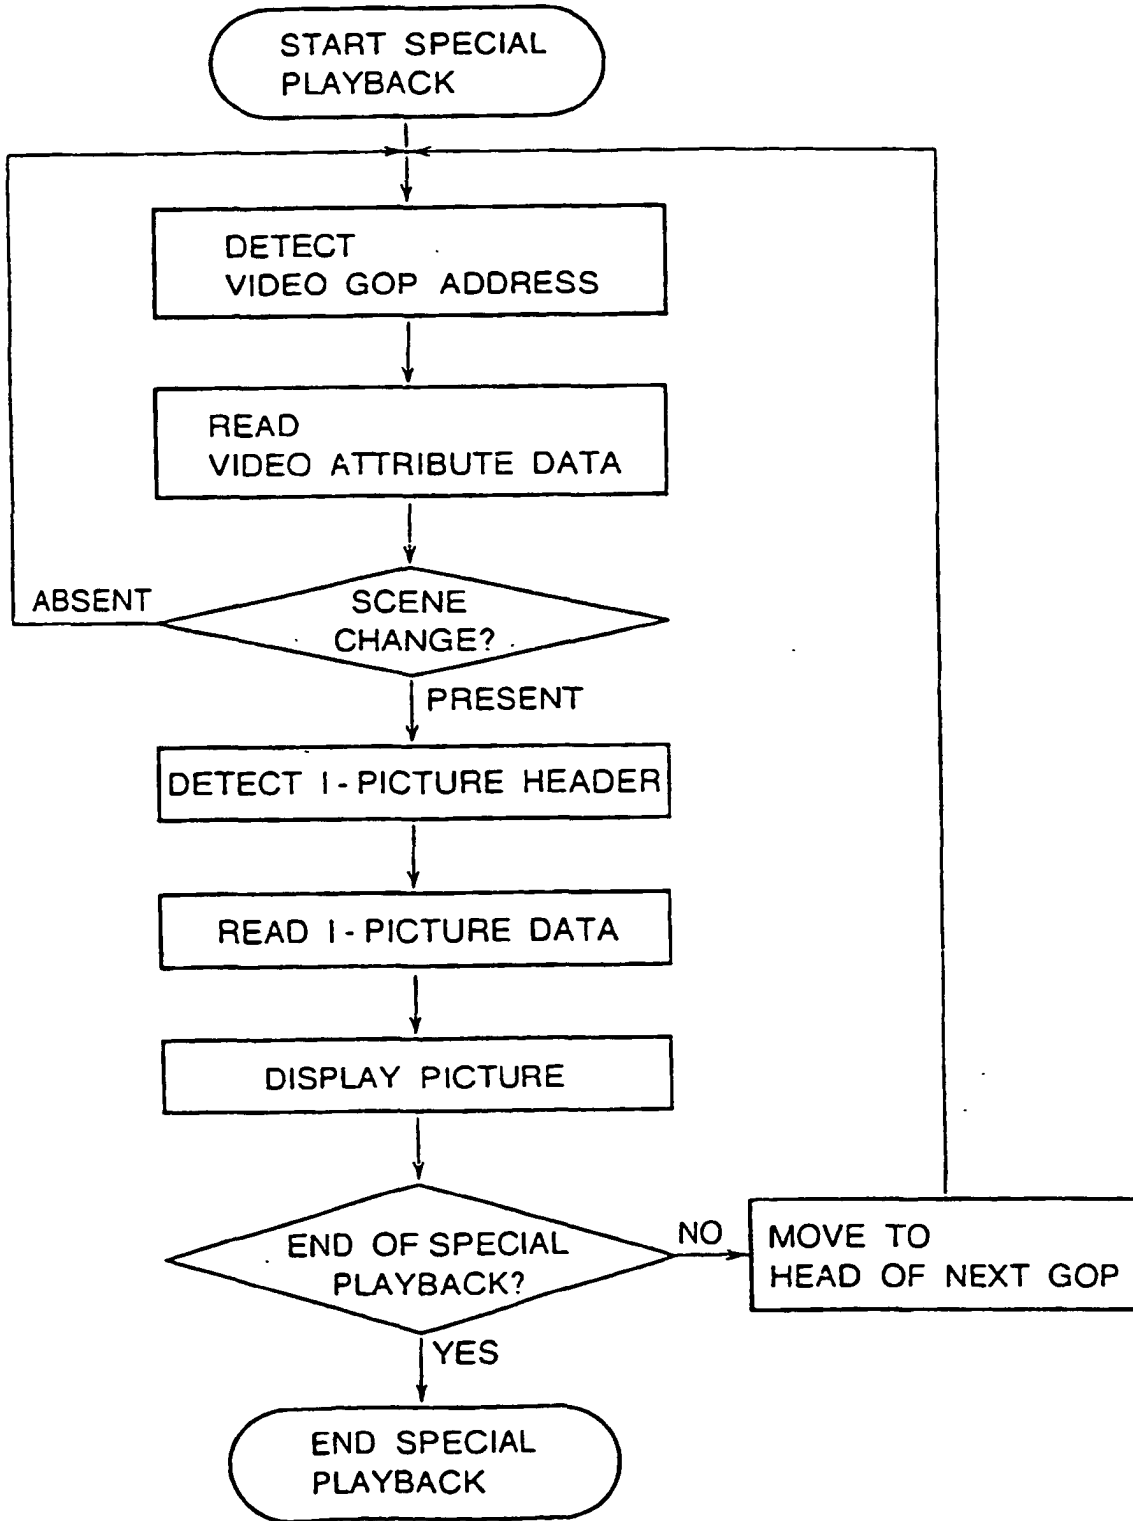 START SPECIAL
PLAYBACK
DETECT
VIDEO GOP ADDRESS
READ
VIDEO ATTRIBUTE DATA
ABSENT
SCENE
CHANGE?
PRESENT
DETECT I-PICTURE HEADER
READ I-PICTURE DATA
DISPLAY PICTURE
END OF SPECIAL
PLAYBACK?
NO
MOVE TO
HEAD OF NEXT GOP
YES
END SPECIAL
PLAYBACK